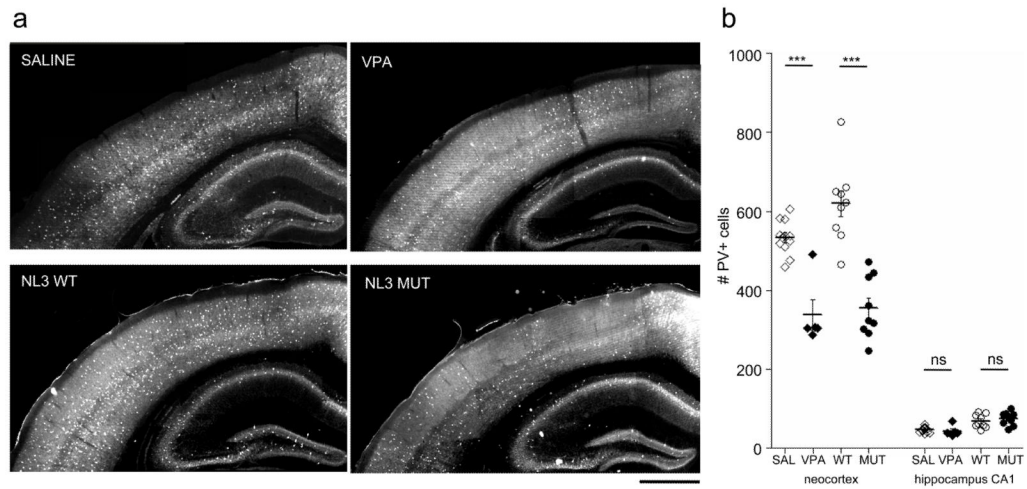 a
SALINE
VPA
NL3 WT
NL3 MUT
b
1000
800
600
400
200
0
# PV+ cells
*** ***
ns ns
SAL VPA WT MUT SAL VPA WT MUT
neocortex hippocampus CA1